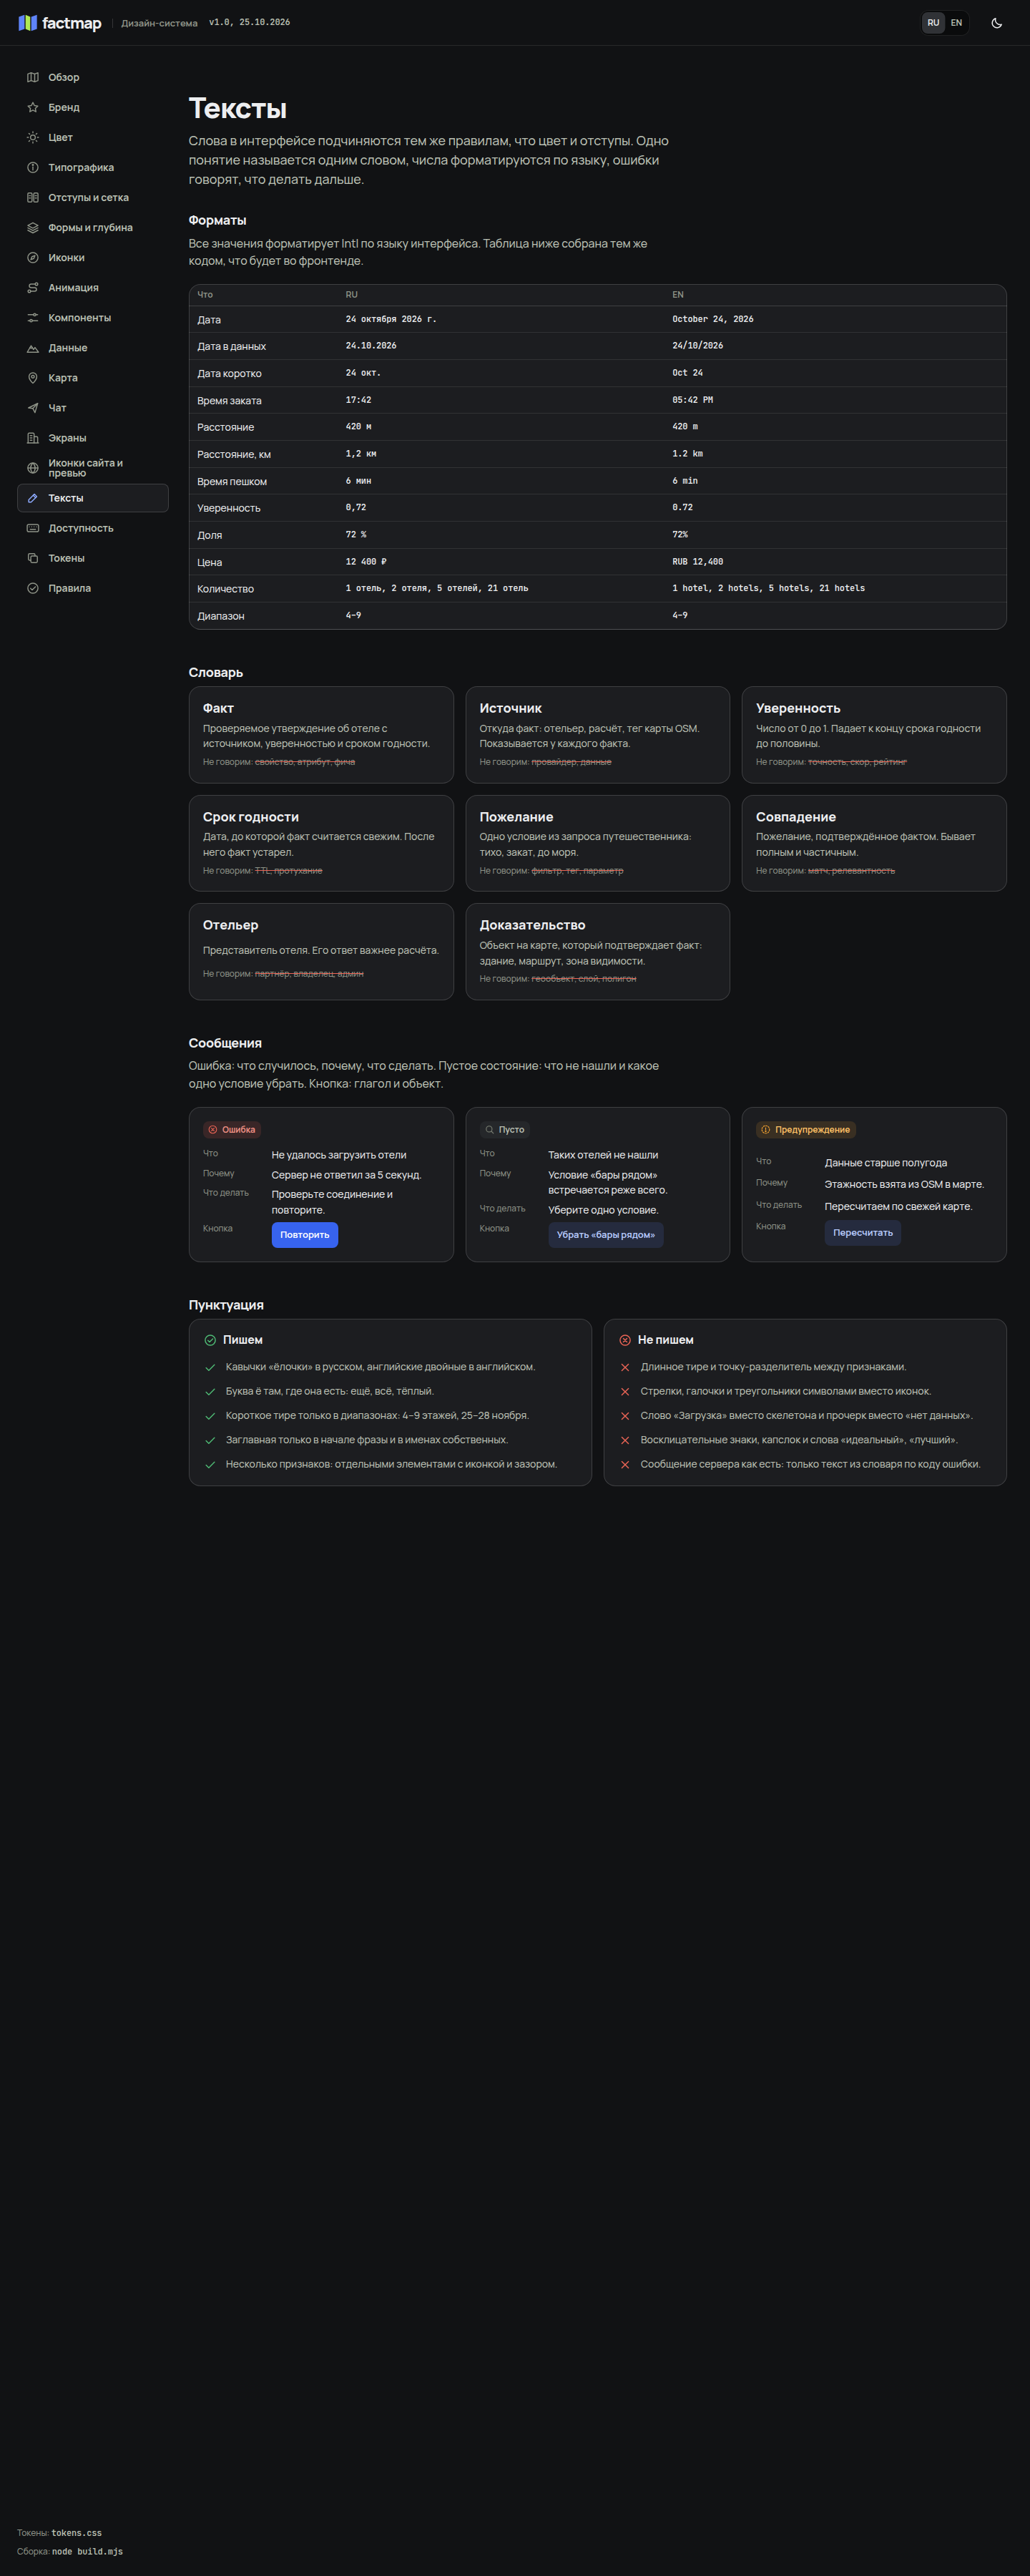 factmap
Дизайн-система
v1.0, 25.10.2026
RU
EN
Обзор
Бренд
Цвет
Типографика
Отступы и сетка
Формы и глубина
Иконки
Анимация
Компоненты
Данные
Карта
Чат
Экраны
Иконки сайта и
превью
Тексты
Доступность
Токены
Правила
Тексты
Слова в интерфейсе подчиняются тем же правилам, что цвет и отступы. Одно
понятие называется одним словом, числа форматируются по языку, ошибки
говорят, что делать дальше.
Форматы
Все значения форматирует Intl по языку интерфейса. Таблица ниже собрана тем же
кодом, что будет во фронтенде.
Что RU EN
Дата 24 октября 2026 г. October 24, 2026
Дата в данных 24.10.2026 24/10/2026
Дата коротко 24 окт. Oct 24
Время заката 17:42 05:42 PM
Расстояние 420 м 420 m
Расстояние, км 1,2 км 1.2 km
Время пешком 6 мин 6 min
Уверенность 0,72 0.72
Доля 72 % 72%
Цена 12 400 ₽ RUB 12,400
Количество 1 отель, 2 отеля, 5 отелей, 21 отель 1 hotel, 2 hotels, 5 hotels, 21 hotels
Диапазон 4–9 4–9
Словарь
Факт
Проверяемое утверждение об отеле с
источником, уверенностью и сроком годности.
Не говорим: свойство, атрибут, фича
Источник
Откуда факт: отельер, расчёт, тег карты OSM.
Показывается у каждого факта.
Не говорим: провайдер, данные
Уверенность
Число от 0 до 1. Падает к концу срока годности
до половины.
Не говорим: точность, скор, рейтинг
Срок годности
Дата, до которой факт считается свежим. После
него факт устарел.
Не говорим: TTL, протухание
Пожелание
Одно условие из запроса путешественника:
тихо, закат, до моря.
Не говорим: фильтр, тег, параметр
Совпадение
Пожелание, подтверждённое фактом. Бывает
полным и частичным.
Не говорим: матч, релевантность
Отельер
Представитель отеля. Его ответ важнее расчёта.
Не говорим: партнёр, владелец, админ
Доказательство
Объект на карте, который подтверждает факт:
здание, маршрут, зона видимости.
Не говорим: геообъект, слой, полигон
Сообщения
Ошибка: что случилось, почему, что сделать. Пустое состояние: что не нашли и какое
одно условие убрать. Кнопка: глагол и объект.
Ошибка
Что Не удалось загрузить отели
Почему Сервер не ответил за 5 секунд.
Что делать Проверьте соединение и
повторите.
Кнопка Повторить
Пусто
Что Таких отелей не нашли
Почему Условие «бары рядом»
встречается реже всего.
Что делать Уберите одно условие.
Кнопка Убрать «бары рядом»
Предупреждение
Что Данные старше полугода
Почему Этажность взята из OSM в марте.
Что делать Пересчитаем по свежей карте.
Кнопка Пересчитать
Пунктуация
Пишем
Кавычки «ёлочки» в русском, английские двойные в английском.
Буква ё там, где она есть: ещё, всё, тёплый.
Короткое тире только в диапазонах: 4–9 этажей, 25–28 ноября.
Заглавная только в начале фразы и в именах собственных.
Несколько признаков: отдельными элементами с иконкой и зазором.
Не пишем
Длинное тире и точку-разделитель между признаками.
Стрелки, галочки и треугольники символами вместо иконок.
Слово «Загрузка» вместо скелетона и прочерк вместо «нет данных».
Восклицательные знаки, капслок и слова «идеальный», «лучший».
Сообщение сервера как есть: только текст из словаря по коду ошибки.
Токены: tokens.css
Сборка: node build.mjs